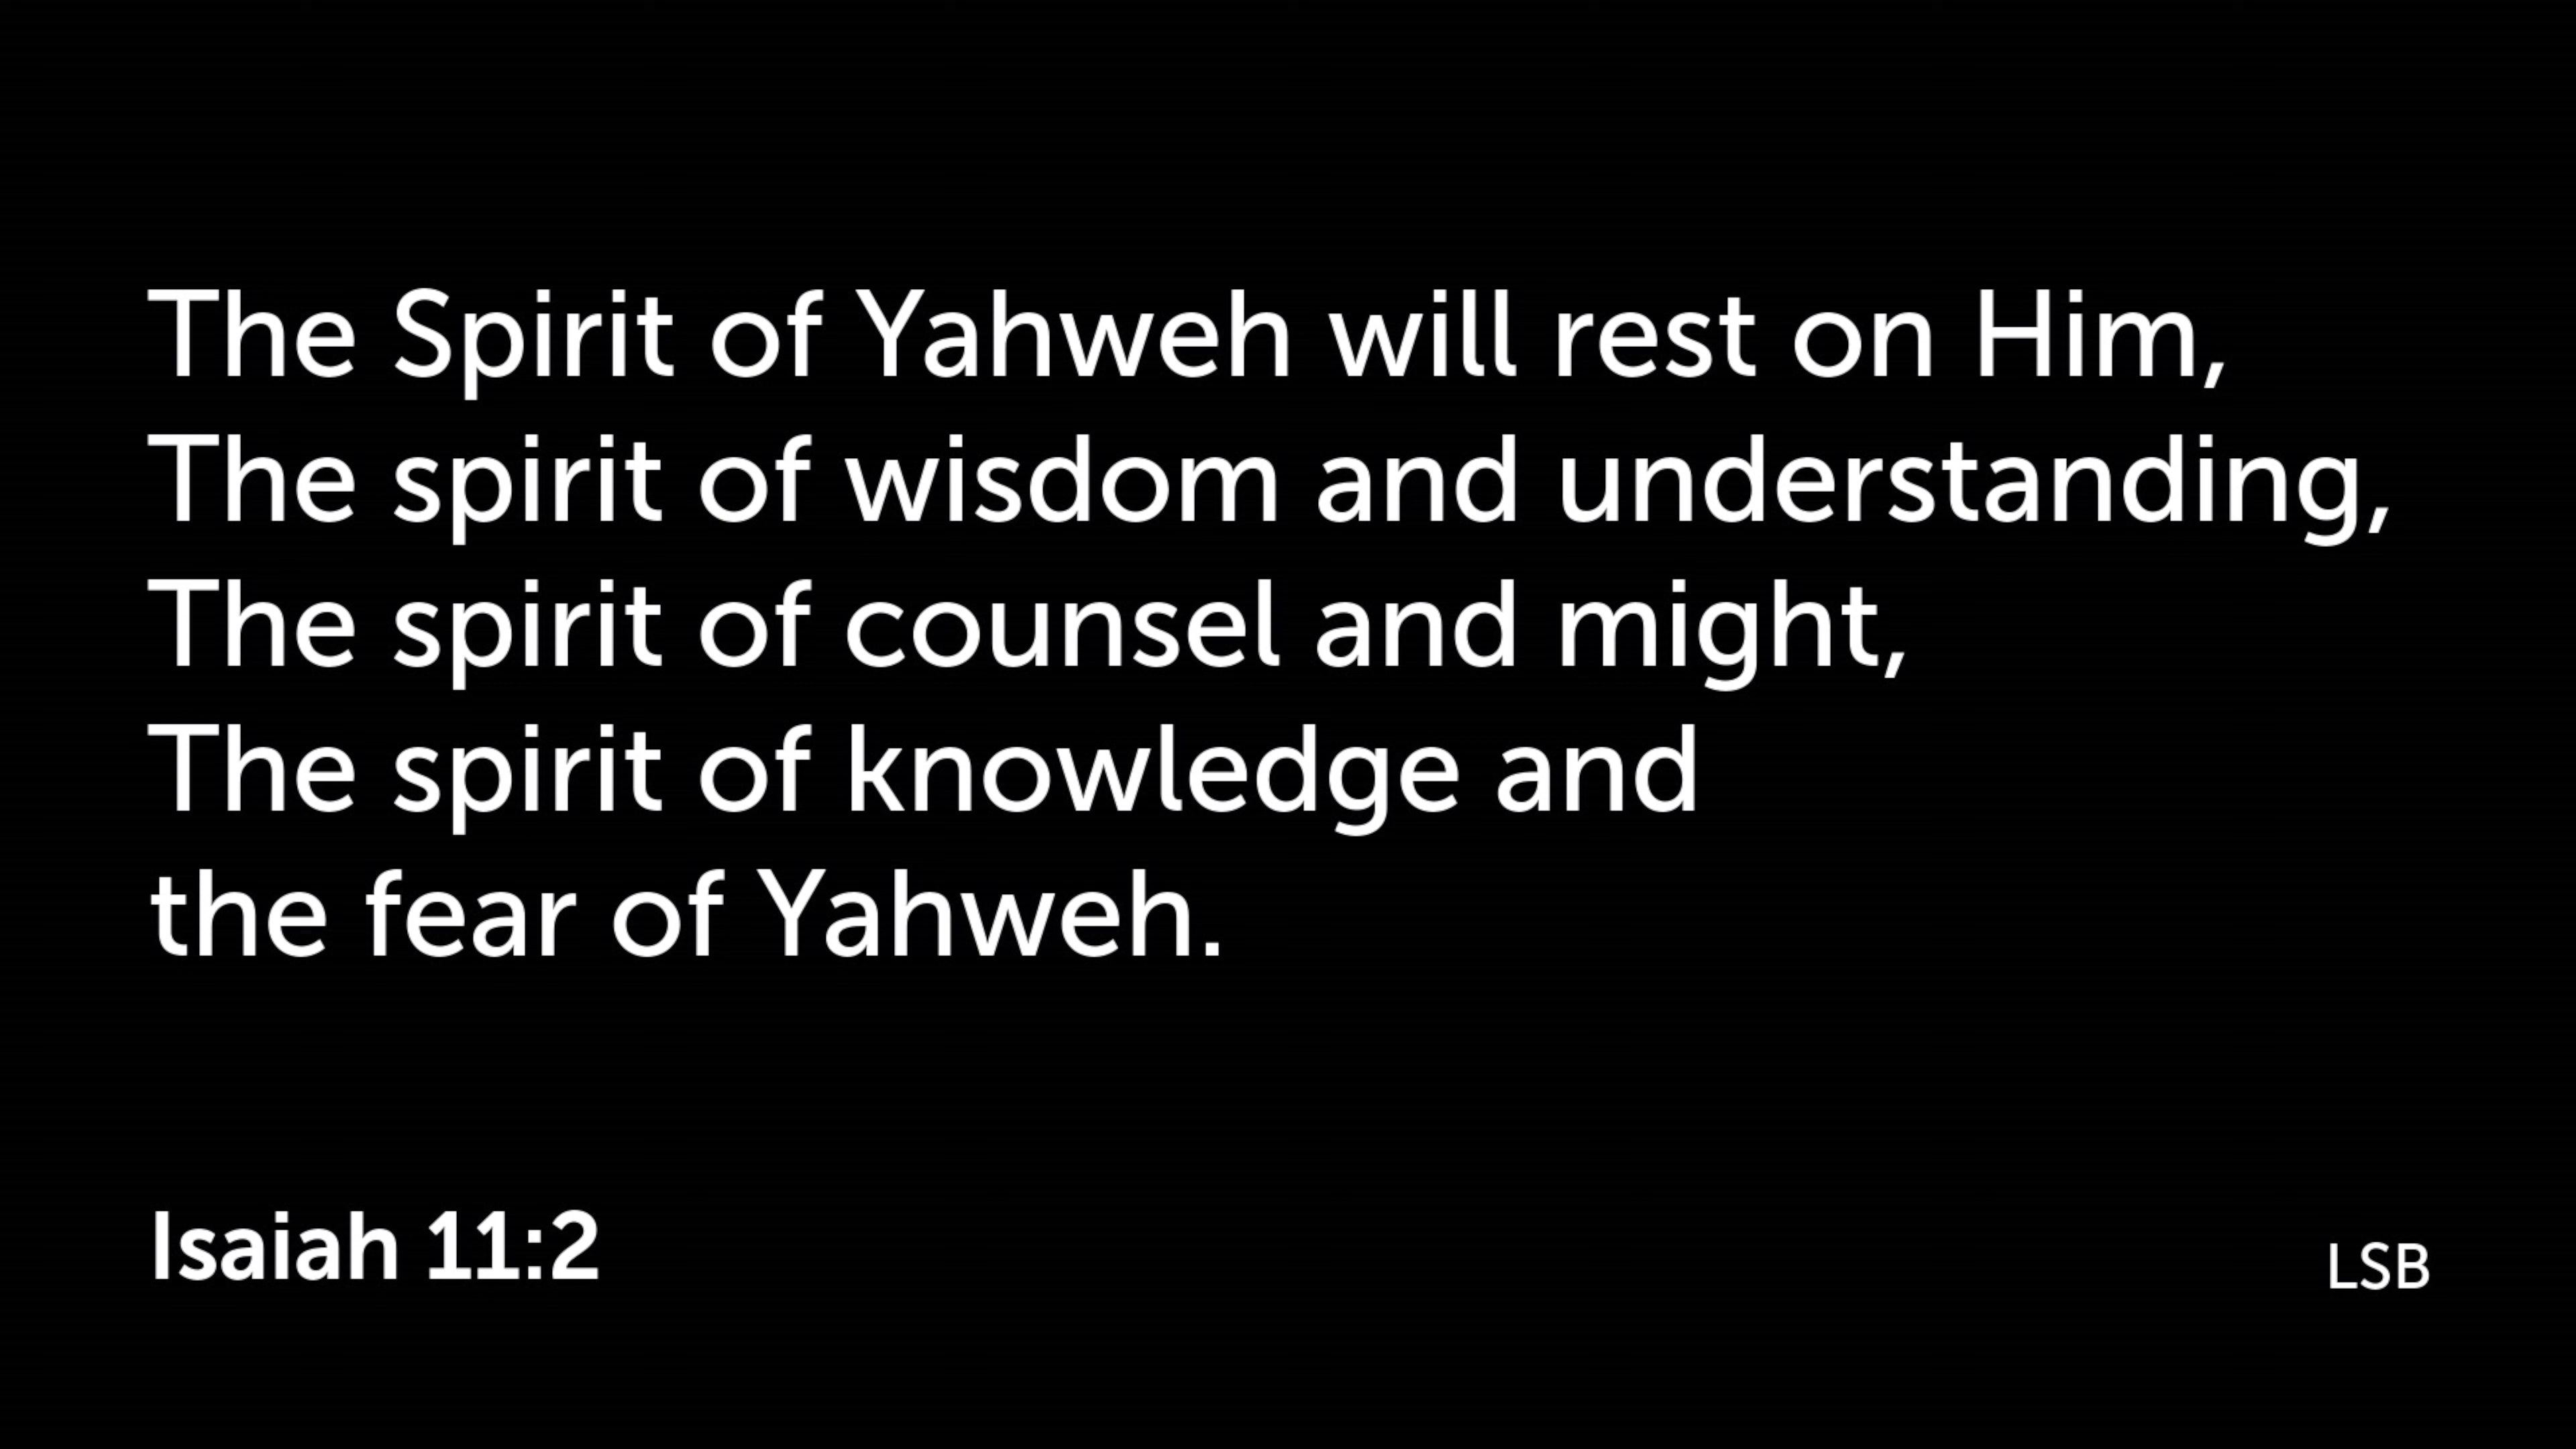 The Spirit of Yahweh will rest on Him,
The spirit of wisdom and understanding,
The spirit of counsel and might,
The spirit of knowledge and
the fear of Yahweh.
Isaiah 11:2
LSB